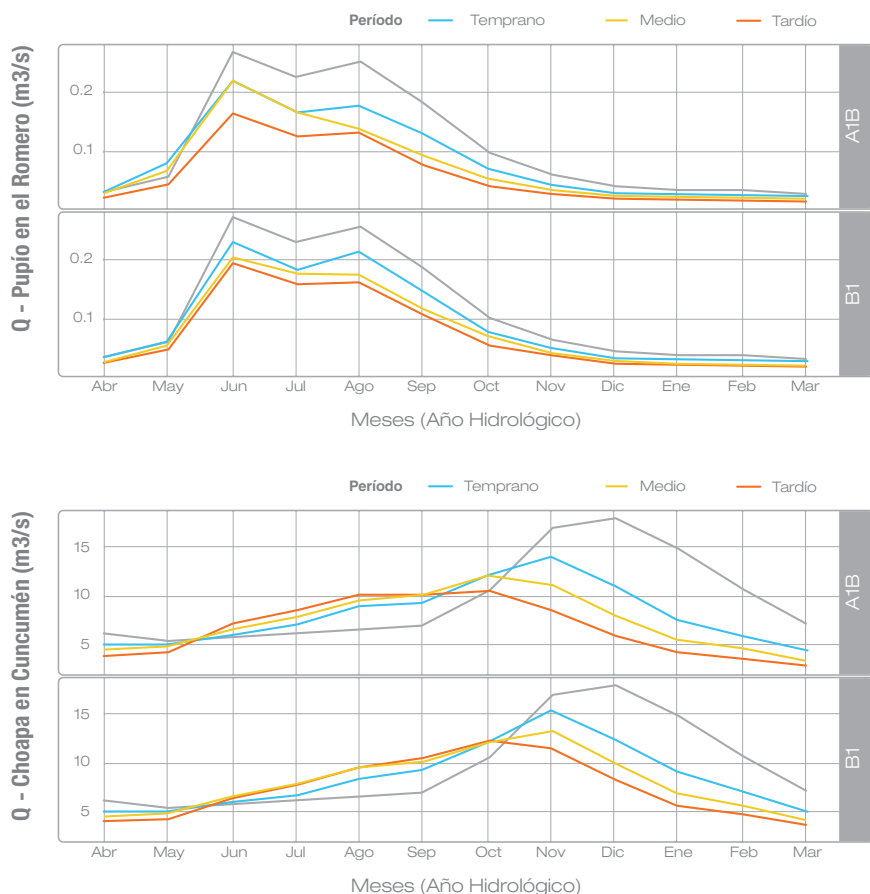 Período Temprano Medio Tardío
Q - Pupío en el Romero (m3/s)
0.2
0.1
A1B
0.2
0.1
B1
Abr May Jun Jul Ago Sep Oct Nov Dic Ene Feb Mar
Meses (Año Hidrológico)
Período Temprano Medio Tardío
Q - Choapa en Cuncumén (m3/s)
15
10
5
A1B
15
10
5
B1
Abr May Jun Jul Ago Sep Oct Nov Dic Ene Feb Mar
Meses (Año Hidrológico)